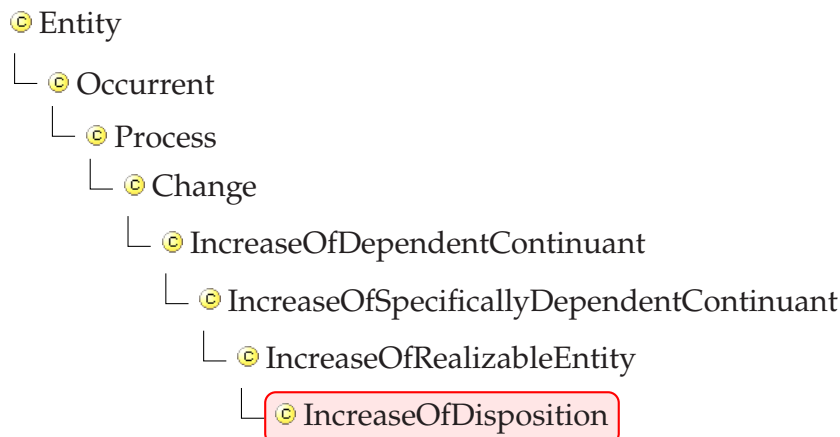 Entity
Occurrent
Process
Change
IncreaseOfDependentContinuant
IncreaseOfSpecificallyDependentContinuant
IncreaseOfRealizableEntity
IncreaseOfDisposition